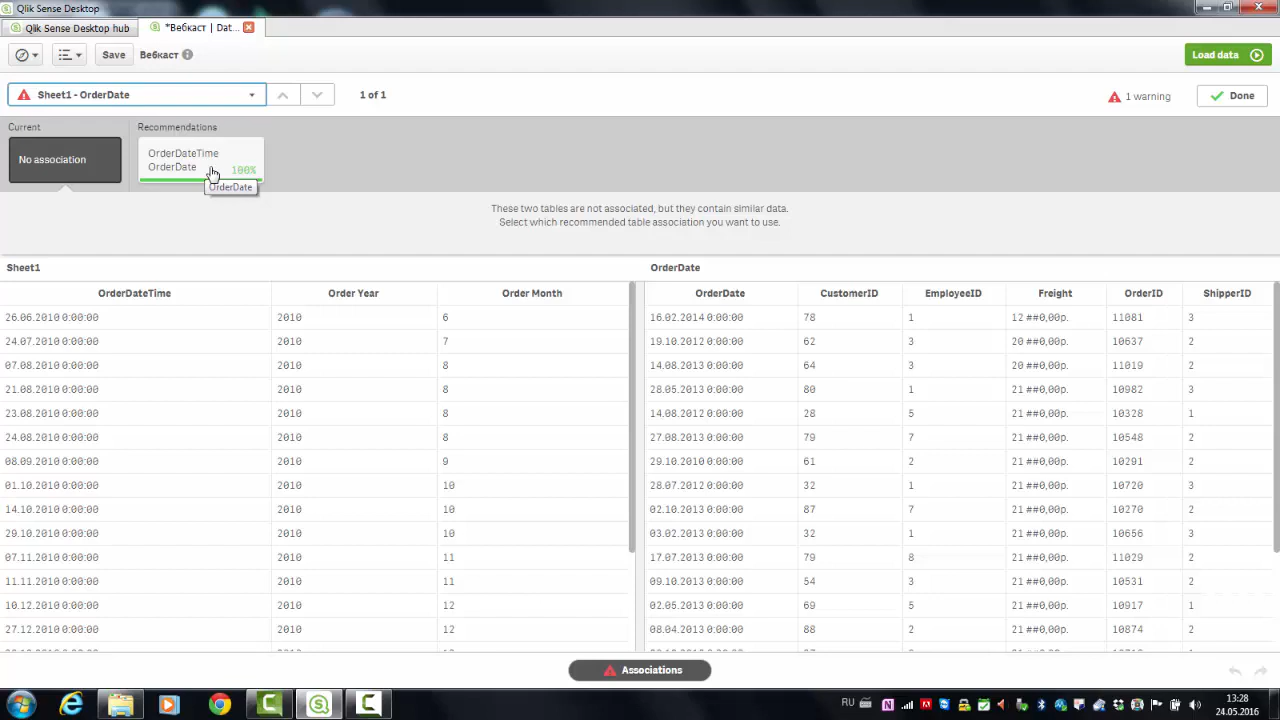 Qlik Sense Desktop
Qlik Sense Desktop hub
*Вебкаст | Dat...
Save
Вебкаст
Load data
Sheet1 - OrderDate
1 of 1
1 warning
Done
Current
Recommendations
No association
OrderDateTime
OrderDate
100%
OrderDate
These two tables are not associated, but they contain similar data.
Select which recommended table association you want to use.
Sheet1
OrderDate
OrderDateTime Order Year Order Month
OrderDate CustomerID EmployeeID Freight OrderID ShipperID
26.06.2010 0:00:00 2010 6
16.02.2014 0:00:00 78 1 12 ##0,00р. 11081 3
24.07.2010 0:00:00 2010 7
19.10.2012 0:00:00 62 3 20 ##0,00р. 10637 2
07.08.2010 0:00:00 2010 8
14.08.2013 0:00:00 64 3 20 ##0,00р. 11019 2
21.08.2010 0:00:00 2010 8
28.05.2013 0:00:00 80 1 21 ##0,00р. 10982 3
23.08.2010 0:00:00 2010 8
14.08.2012 0:00:00 28 5 21 ##0,00р. 10328 1
24.08.2010 0:00:00 2010 8
27.08.2013 0:00:00 79 7 21 ##0,00р. 10548 2
08.09.2010 0:00:00 2010 9
29.10.2010 0:00:00 61 2 21 ##0,00р. 10291 2
01.10.2010 0:00:00 2010 10
28.07.2012 0:00:00 32 1 21 ##0,00р. 10720 3
14.10.2010 0:00:00 2010 10
02.10.2013 0:00:00 87 7 21 ##0,00р. 10270 2
29.10.2010 0:00:00 2010 10
03.02.2013 0:00:00 32 1 21 ##0,00р. 10656 3
07.11.2010 0:00:00 2010 11
17.07.2013 0:00:00 79 8 21 ##0,00р. 11029 2
11.11.2010 0:00:00 2010 11
09.10.2013 0:00:00 54 3 21 ##0,00р. 10531 2
10.12.2010 0:00:00 2010 12
02.05.2013 0:00:00 69 5 21 ##0,00р. 10917 1
27.12.2010 0:00:00 2010 12
08.04.2013 0:00:00 88 2 21 ##0,00р. 10874 2
Associations
RU
13:28
24.05.2016